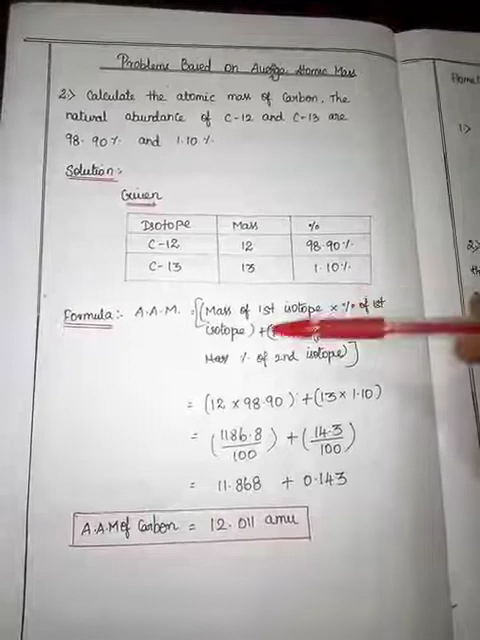 Problems Based on Average Atomic Mass
2.> Calculate the atomic mass of Carbon. The
natural abundance of C-12 and C-13 are
98.90% and 1.10%.
Solution:-
Given
Isotope Mass %
C-12 12 98.90%
C-13 13 1.10%
Formula:- A.A.M. = [(Mass of 1st isotope x % of 1st
isotope) + (
Mass % of 2nd isotope)]
= (12 x 98.90) + (13 x 1.10)
= (1186.8/100) + (14.3/100)
= 11.868 + 0.143
A.A.M of Carbon = 12.011 amu
1)>
2)>